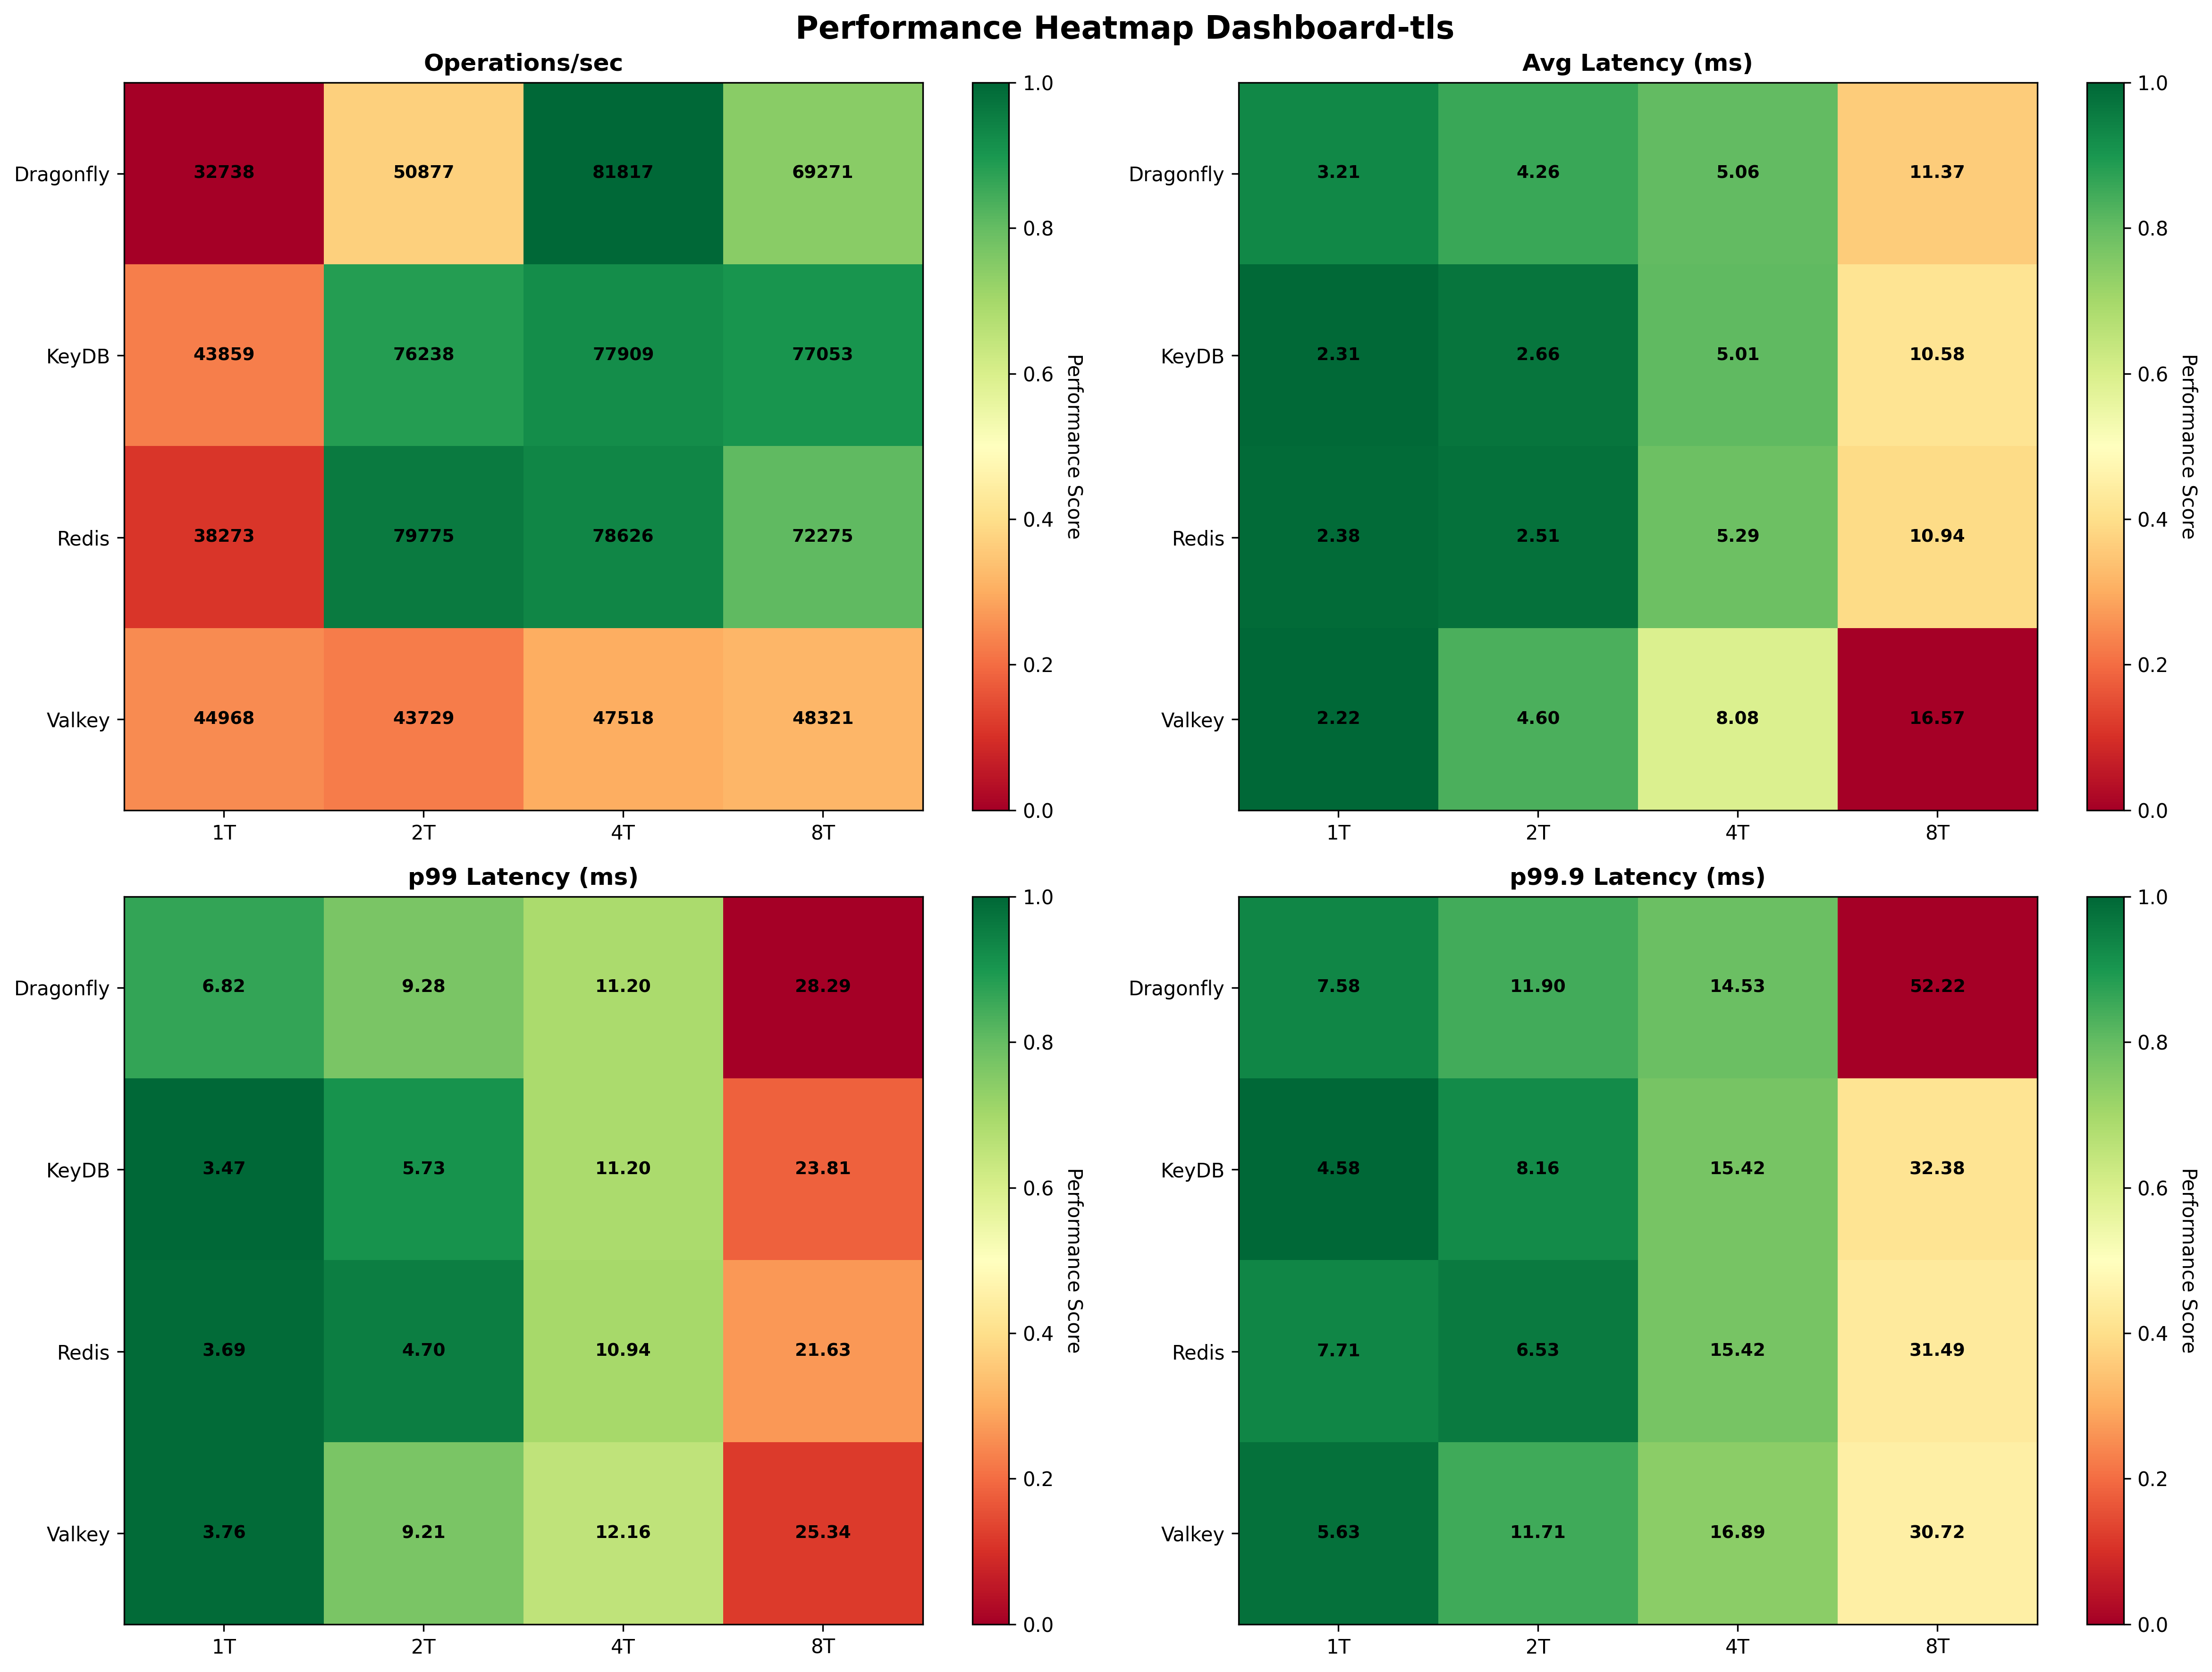 Performance Heatmap Dashboard-tls
Operations/sec
Dragonfly 32738 50877 81817 69271
KeyDB 43859 76238 77909 77053
Redis 38273 79775 78626 72275
Valkey 44968 43729 47518 48321
1T 2T 4T 8T
1.0
0.8
0.6
0.4
0.2
0.0
Performance Score
Avg Latency (ms)
Dragonfly 3.21 4.26 5.06 11.37
KeyDB 2.31 2.66 5.01 10.58
Redis 2.38 2.51 5.29 10.94
Valkey 2.22 4.60 8.08 16.57
1T 2T 4T 8T
1.0
0.8
0.6
0.4
0.2
0.0
Performance Score
p99 Latency (ms)
Dragonfly 6.82 9.28 11.20 28.29
KeyDB 3.47 5.73 11.20 23.81
Redis 3.69 4.70 10.94 21.63
Valkey 3.76 9.21 12.16 25.34
1T 2T 4T 8T
1.0
0.8
0.6
0.4
0.2
0.0
Performance Score
p99.9 Latency (ms)
Dragonfly 7.58 11.90 14.53 52.22
KeyDB 4.58 8.16 15.42 32.38
Redis 7.71 6.53 15.42 31.49
Valkey 5.63 11.71 16.89 30.72
1T 2T 4T 8T
1.0
0.8
0.6
0.4
0.2
0.0
Performance Score